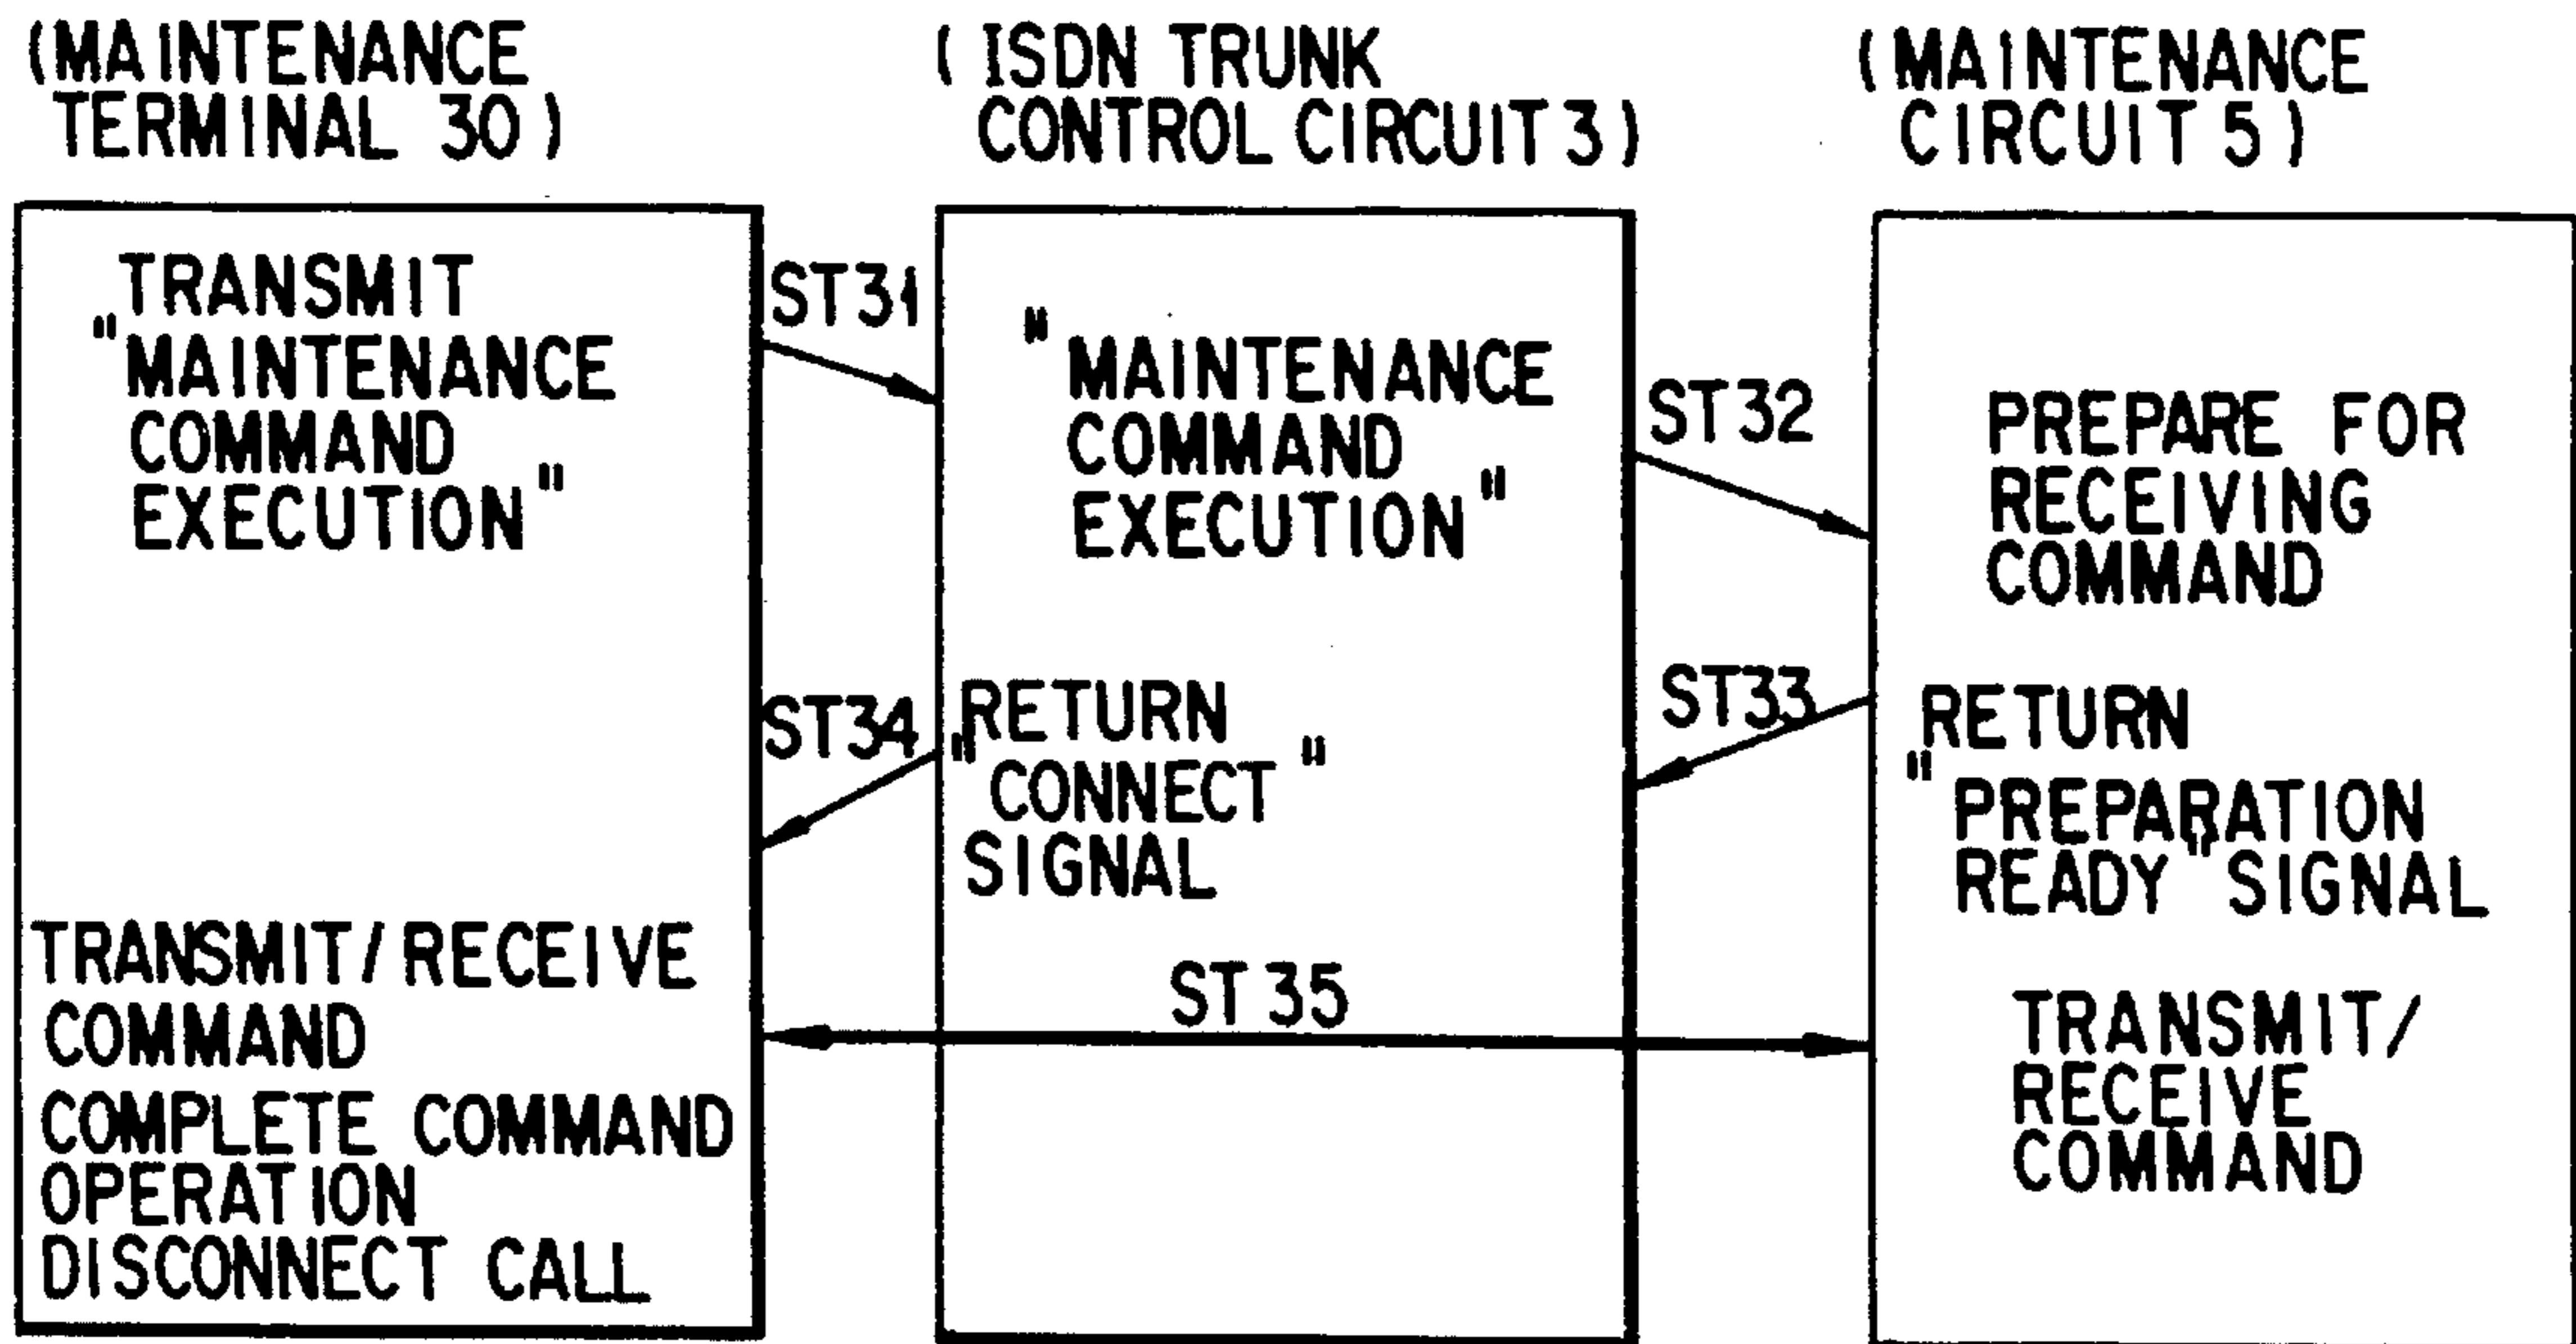 (MAINTENANCE
TERMINAL 30)
(ISDN TRUNK
CONTROL CIRCUIT 3)
(MAINTENANCE
CIRCUIT 5)
TRANSMIT
"MAINTENANCE
COMMAND
EXECUTION"
ST31
"MAINTENANCE
COMMAND
EXECUTION"
ST32
PREPARE FOR
RECEIVING
COMMAND
ST33
RETURN
"PREPARATION
READY" SIGNAL
ST34
RETURN
"CONNECT"
SIGNAL
TRANSMIT/RECEIVE
COMMAND
ST35
TRANSMIT/
RECEIVE
COMMAND
COMPLETE COMMAND
OPERATION
DISCONNECT CALL